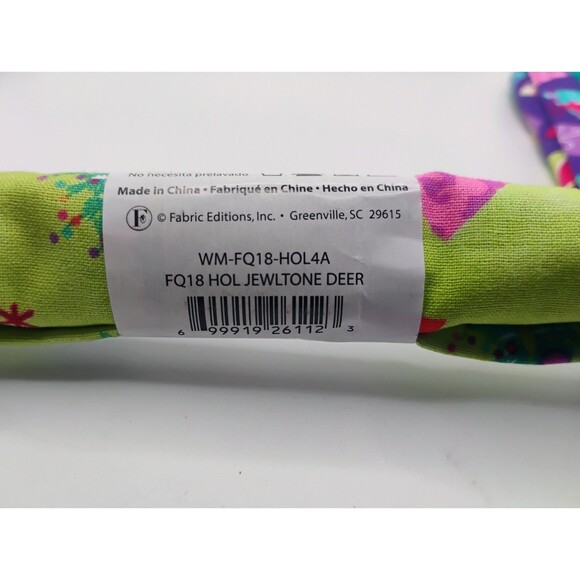 No necesita prelavado
Made in China • Fabriqué en Chine • Hecho en China
E © Fabric Editions, Inc. • Greenville, SC 29615
WM-FQ18-HOL4A
FQ18 HOL JEWLTONE DEER
6 99919 26112 3